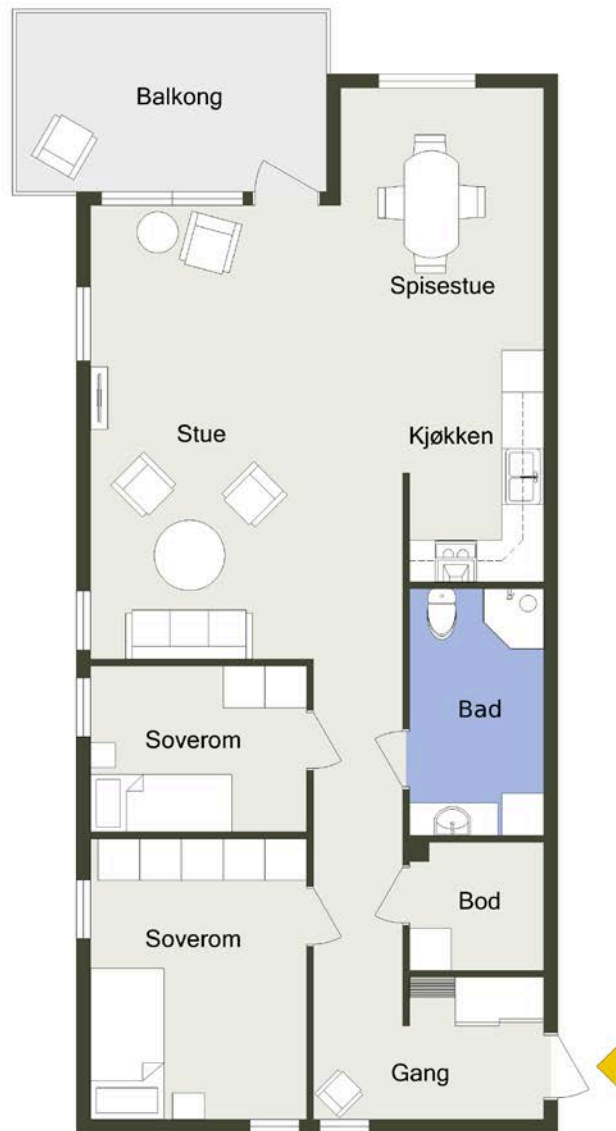 Balkong
Spisestue
Stue
Kjøkken
Bad
Soverom
Bod
Soverom
Gang